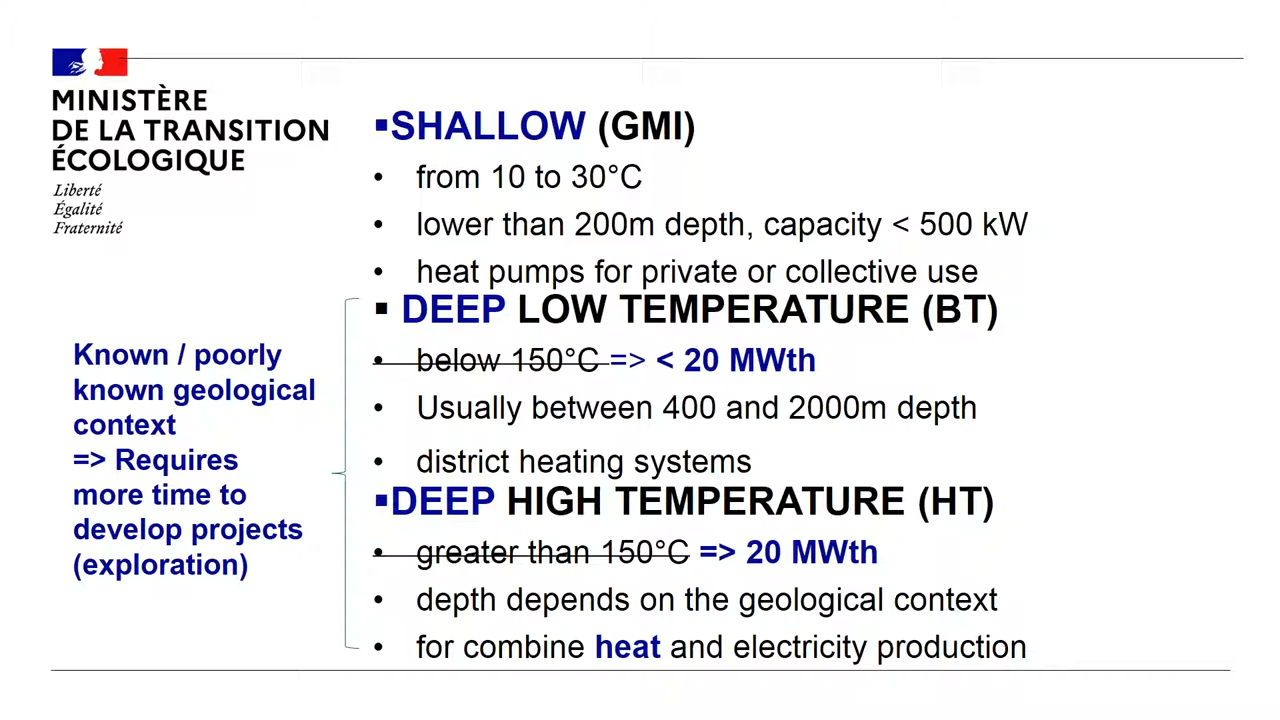 MINISTÈRE
DE LA TRANSITION
ÉCOLOGIQUE
Liberté
Égalité
Fraternité
▪SHALLOW (GMI)
• from 10 to 30°C
• lower than 200m depth, capacity < 500 kW
• heat pumps for private or collective use
▪ DEEP LOW TEMPERATURE (BT)
• below 150°C => < 20 MWth
• Usually between 400 and 2000m depth
• district heating systems
▪DEEP HIGH TEMPERATURE (HT)
• greater than 150°C => 20 MWth
• depth depends on the geological context
• for combine heat and electricity production
Known / poorly
known geological
context
=> Requires
more time to
develop projects
(exploration)